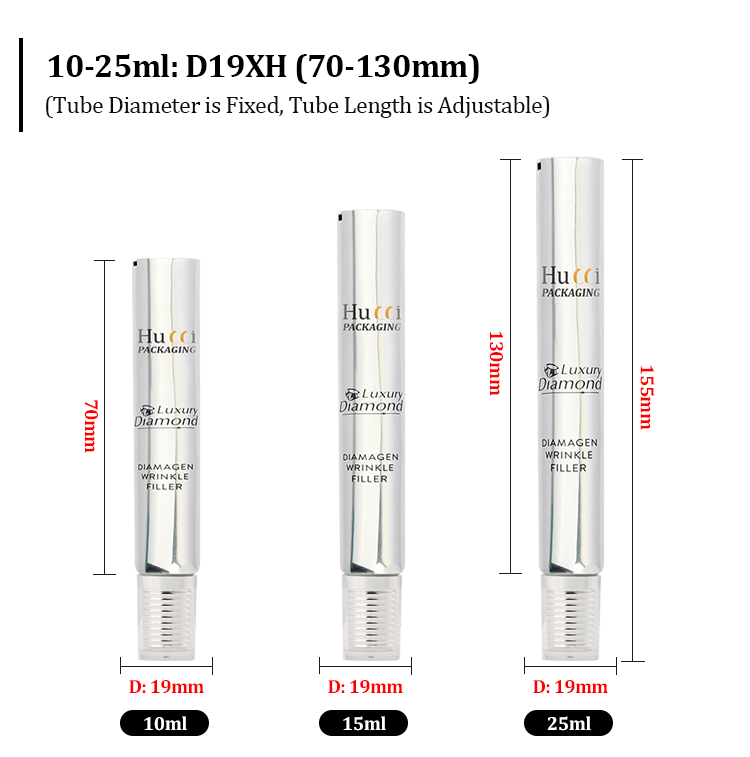 10-25ml: D19XH (70-130mm)
(Tube Diameter is Fixed, Tube Length is Adjustable)
Hucci
PACKAGING
Luxury
Diamond
DIAMAGEN
WRINKLE
FILLER
70mm
D: 19mm
10ml
Hucci
PACKAGING
Luxury
Diamond
DIAMAGEN
WRINKLE
FILLER
D: 19mm
15ml
Hucci
PACKAGING
Luxury
Diamond
DIAMAGEN
WRINKLE
FILLER
130mm
155mm
D: 19mm
25ml